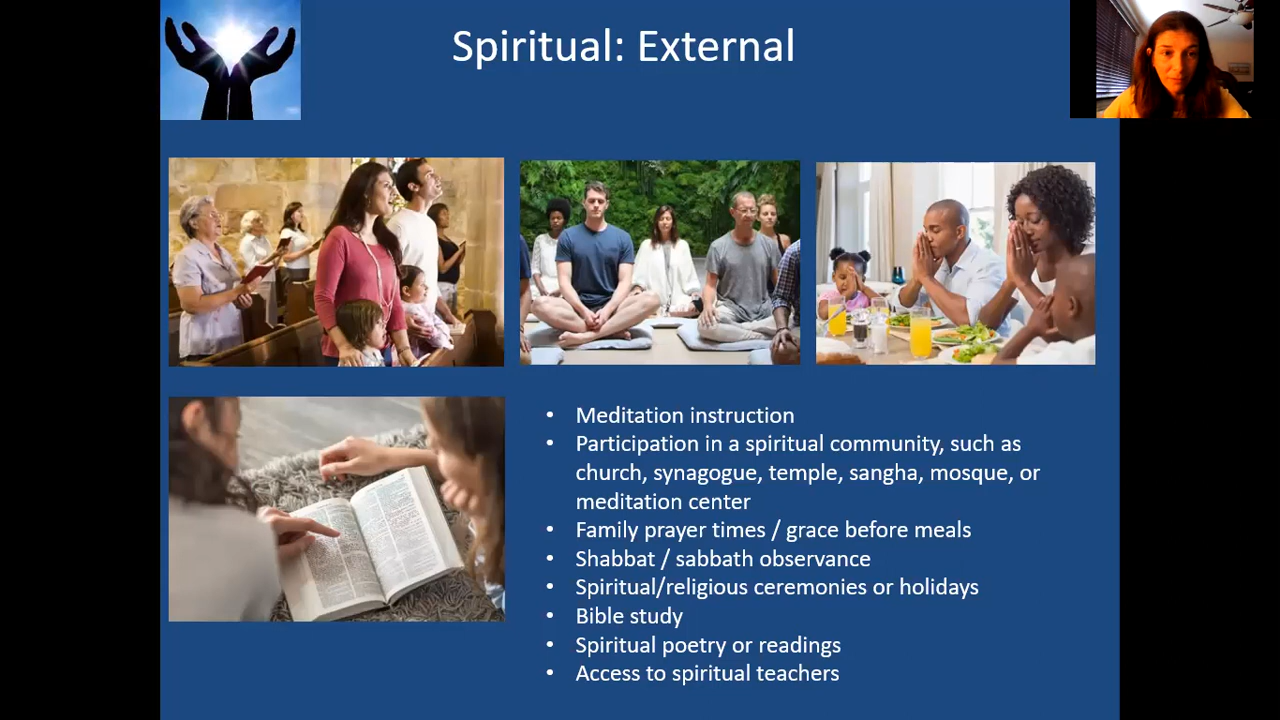 Spiritual: External
• Meditation instruction
• Participation in a spiritual community, such as
church, synagogue, temple, sangha, mosque, or
meditation center
• Family prayer times / grace before meals
• Shabbat / sabbath observance
• Spiritual/religious ceremonies or holidays
• Bible study
• Spiritual poetry or readings
• Access to spiritual teachers